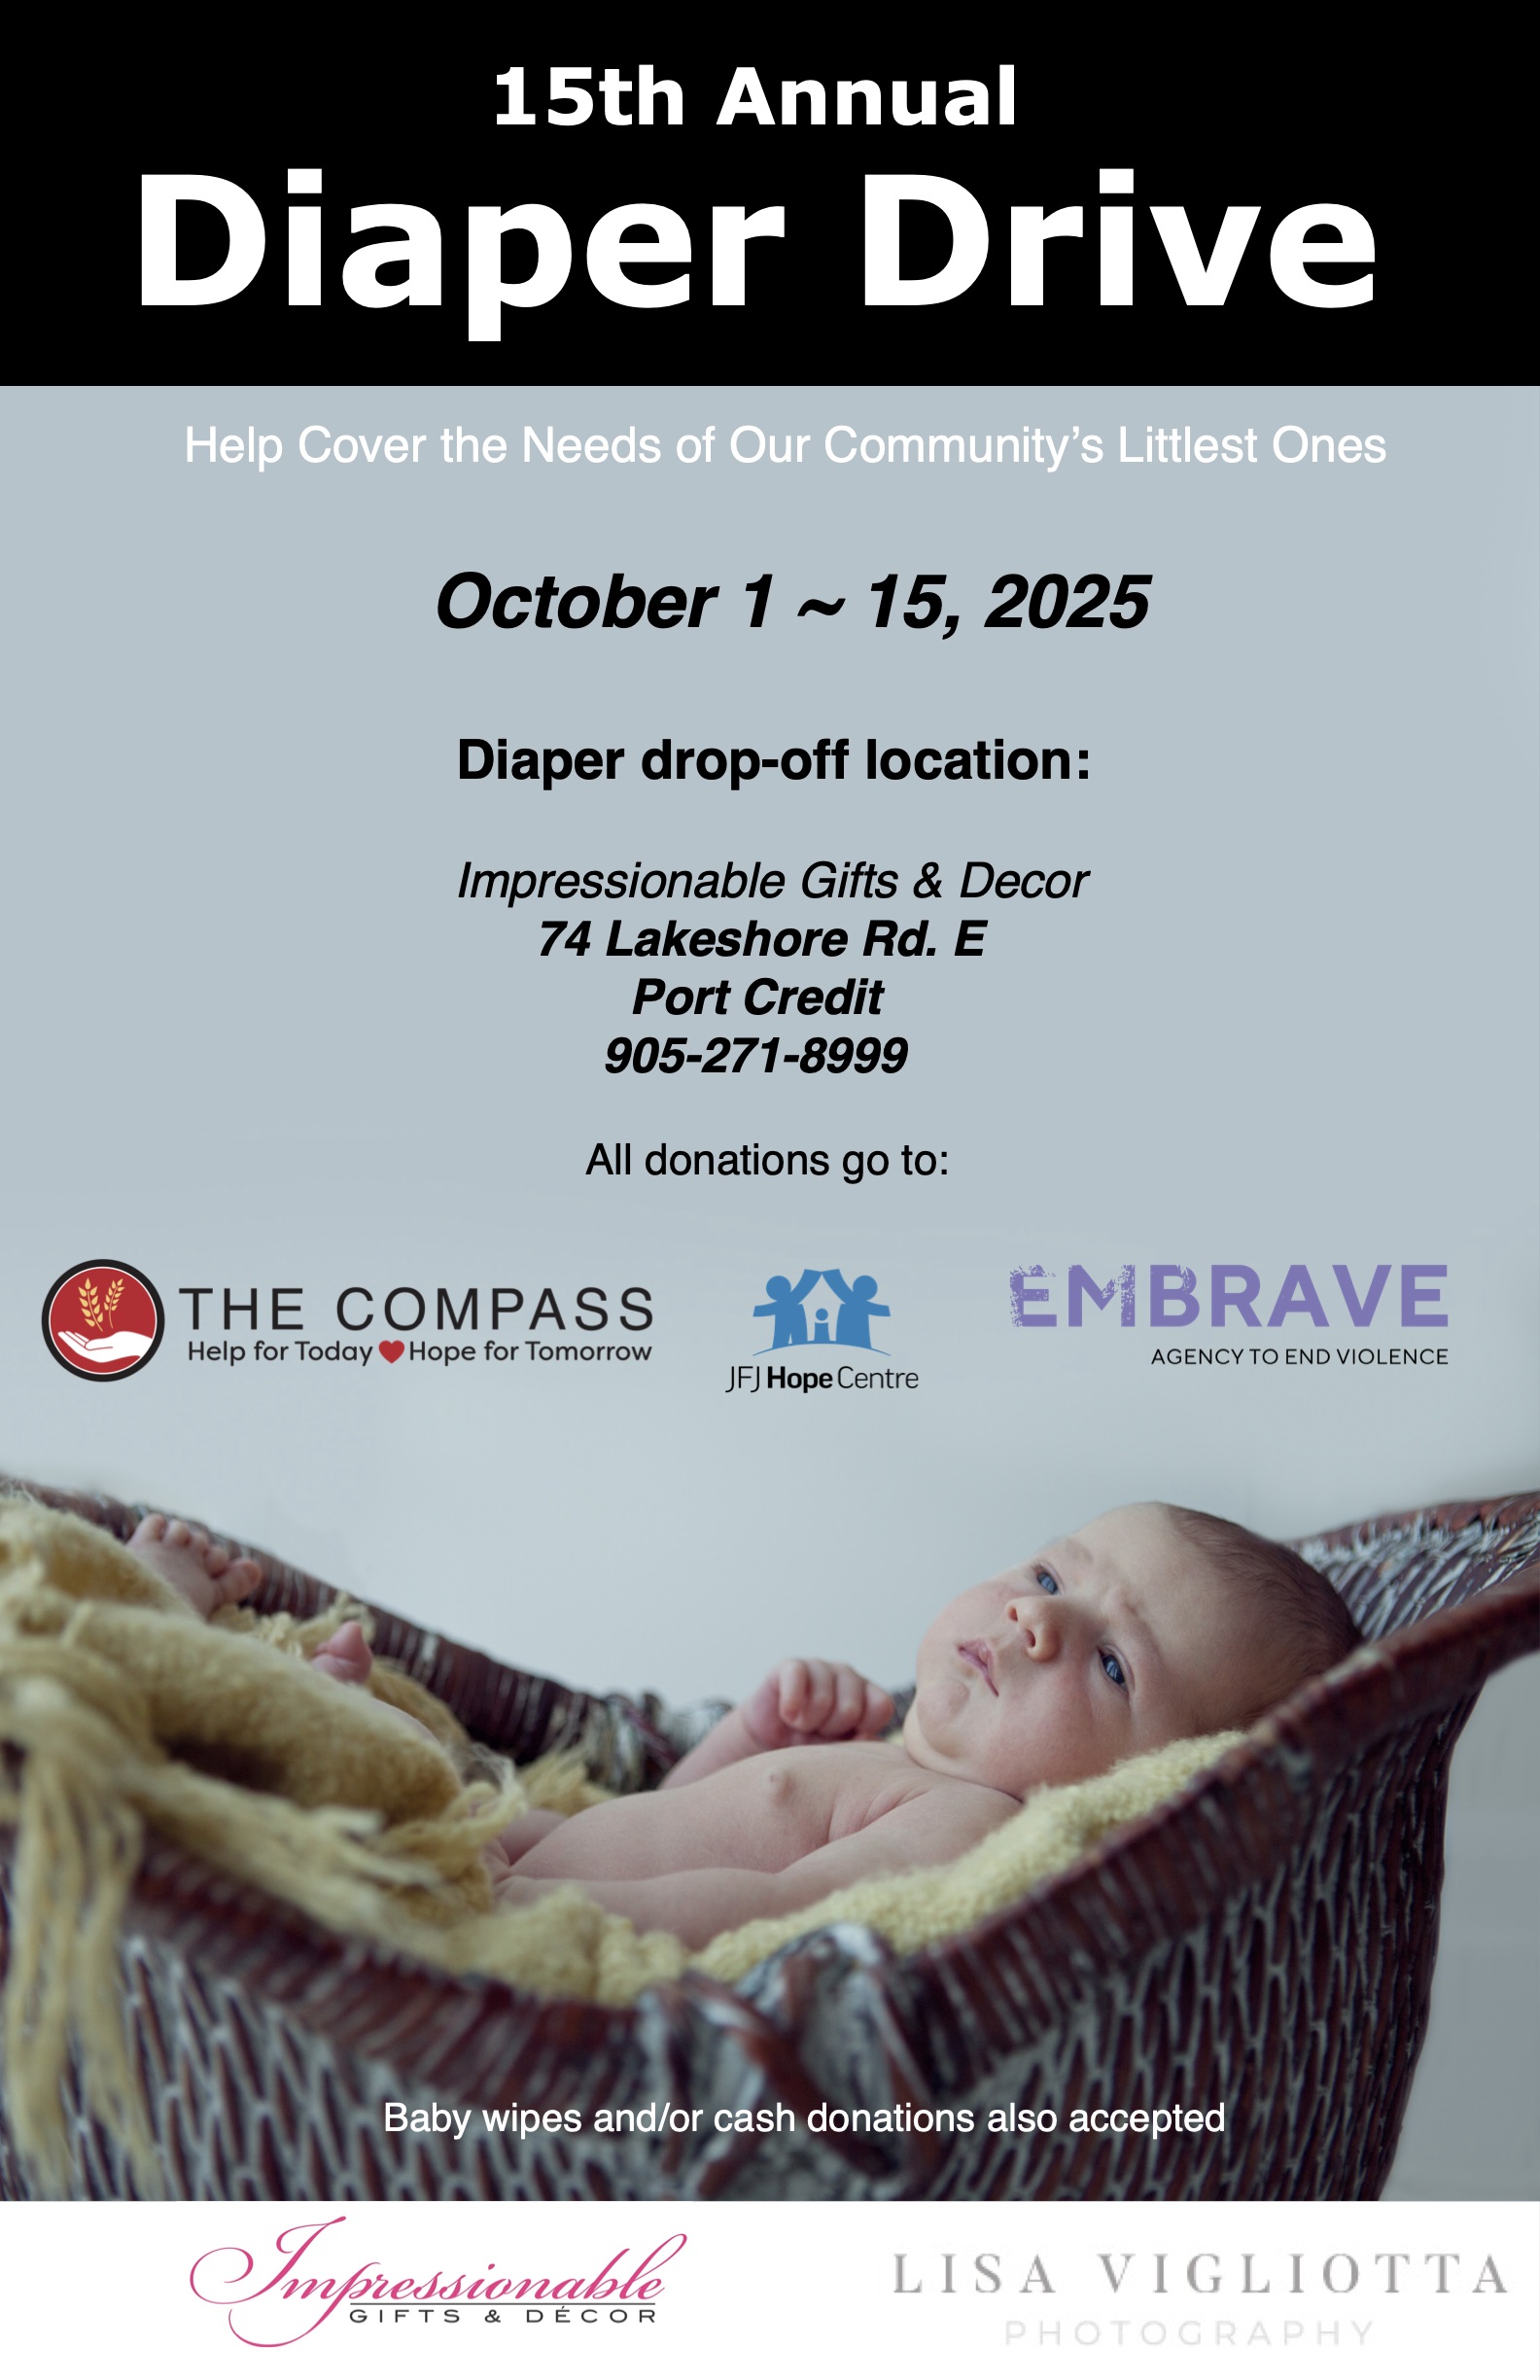 15th Annual
Diaper Drive
Help Cover the Needs of Our Community’s Littlest Ones
October 1 ~ 15, 2025
Diaper drop-off location:
Impressionable Gifts & Decor
74 Lakeshore Rd. E
Port Credit
905-271-8999
All donations go to:
THE COMPASS
Help for Today Hope for Tomorrow
JFJ Hope Centre
EMBRAVE
AGENCY TO END VIOLENCE
Baby wipes and/or cash donations also accepted
Impressionable
GIFTS & DÉCOR
LISA VIGLIOTTA
PHOTOGRAPHY